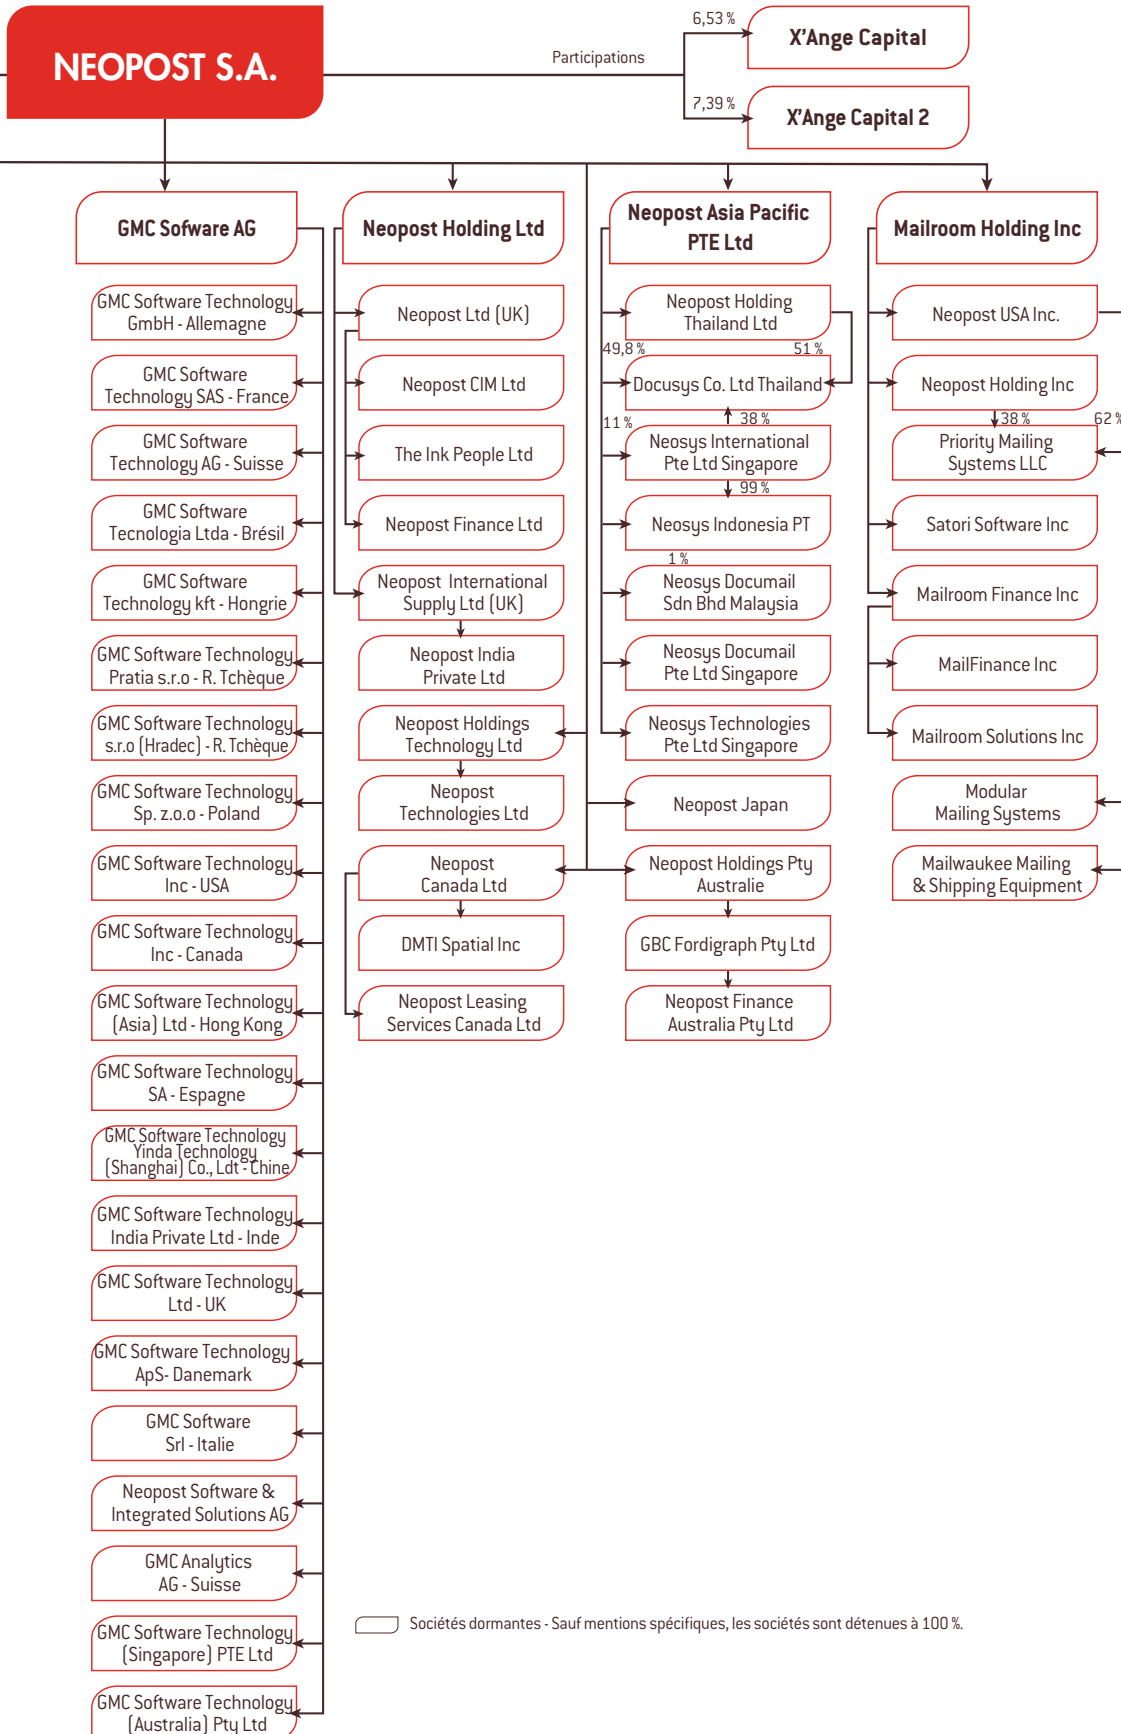 NEOPOST S.A.
Participations
6,53 %
X'Ange Capital
7,39 %
X'Ange Capital 2
GMC Sofware AG
GMC Software Technology
GmbH - Allemagne
GMC Software
Technology SAS - France
GMC Software
Technology AG - Suisse
GMC Software
Tecnologia Ltda - Brésil
GMC Software
Technology kft - Hongrie
GMC Software Technology
Pratia s.r.o - R. Tchèque
GMC Software Technology
s.r.o (Hradec) - R. Tchèque
GMC Software Technology
Sp. z.o.o - Poland
GMC Software Technology
Inc - USA
GMC Software Technology
Inc - Canada
GMC Software Technology
(Asia) Ltd - Hong Kong
GMC Software Technology
SA - Espagne
GMC Software Technology
Yinda Technology
(Shanghai) Co., Ldt - Chine
GMC Software Technology
India Private Ltd - Inde
GMC Software Technology
Ltd - UK
GMC Software Technology
ApS- Danemark
GMC Software
Srl - Italie
Neopost Software &
Integrated Solutions AG
GMC Analytics
AG - Suisse
GMC Software Technology
(Singapore) PTE Ltd
GMC Software Technology
(Australia) Pty Ltd
Neopost Holding Ltd
Neopost Ltd (UK)
Neopost CIM Ltd
The Ink People Ltd
Neopost Finance Ltd
Neopost International
Supply Ltd (UK)
Neopost India
Private Ltd
Neopost Holdings
Technology Ltd
Neopost
Technologies Ltd
Neopost
Canada Ltd
DMTI Spatial Inc
Neopost Leasing
Services Canada Ltd
Neopost Asia Pacific
PTE Ltd
Neopost Holding
Thailand Ltd
49,8 %
51 %
Docusys Co. Ltd Thailand
11 %
38 %
Neosys International
Pte Ltd Singapore
99 %
Neosys Indonesia PT
1 %
Neosys Documail
Sdn Bhd Malaysia
Neosys Documail
Pte Ltd Singapore
Neosys Technologies
Pte Ltd Singapore
Neopost Japan
Neopost Holdings Pty
Australie
GBC Fordigraph Pty Ltd
Neopost Finance
Australia Pty Ltd
Mailroom Holding Inc
Neopost USA Inc.
Neopost Holding Inc
38 %
62 %
Priority Mailing
Systems LLC
Satori Software Inc
Mailroom Finance Inc
MailFinance Inc
Mailroom Solutions Inc
Modular
Mailing Systems
Mailwaukee Mailing
& Shipping Equipment
Sociétés dormantes - Sauf mentions spécifiques, les sociétés sont détenues à 100 %.